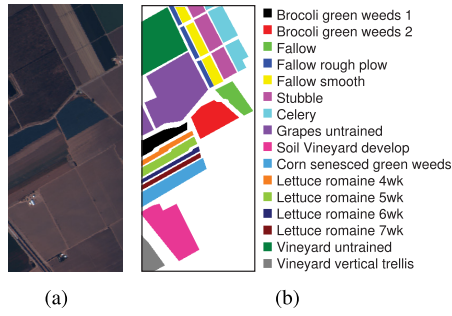 Brocoli green weeds 1
Brocoli green weeds 2
Fallow
Fallow rough plow
Fallow smooth
Stubble
Celery
Grapes untrained
Soil Vineyard develop
Corn senesced green weeds
Lettuce romaine 4wk
Lettuce romaine 5wk
Lettuce romaine 6wk
Lettuce romaine 7wk
Vineyard untrained
Vineyard vertical trellis
(a)
(b)